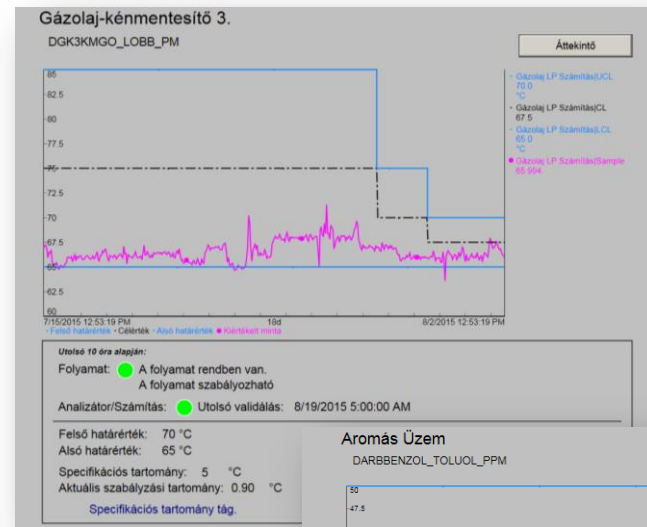 Gázolaj-kénmentesítő 3.
DGK3KMGO_LOBB_PM
Áttekintő
85
82.5
80
77.5
75
72.5
70
67.5
65
62.5
60
Gázolaj LP Számítás|UCL
70.0
°C
Gázolaj LP Számítás|CL
67.5
Gázolaj LP Számítás|LCL
65.0
°C
Gázolaj LP Számítás|Sample
65.994
7/15/2015 12:53:19 PM 18d 8/2/2015 12:53:19 PM
Felső határérték Célérték Alsó határérték Kiértékelt minta
Utolsó 10 óra alapján:
Folyamat: A folyamat rendben van.
A folyamat szabályozható
Analizátor/Számítás: Utolsó validálás: 8/19/2015 5:00:00 AM
Felső határérték: 70 °C
Alsó határérték: 65 °C
Specifikációs tartomány: 5 °C
Aktuális szabályzási tartomány: 0.90 °C
Specifikációs tartomány tág.
Aromás Üzem
DARBBENZOL_TOLUOL_PPM
50
47.5